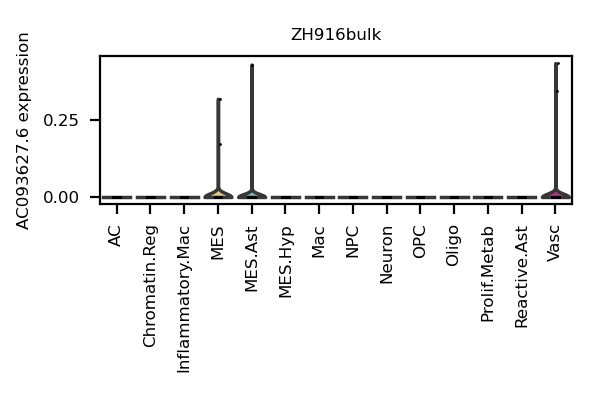 ZH916bulk
AC093627.6 expression
0.25
0.00
AC
Chromatin.Reg
Inflammatory.Mac
MES
MES.Ast
MES.Hyp
Mac
NPC
Neuron
OPC
Oligo
Prolif.Metab
Reactive.Ast
Vasc